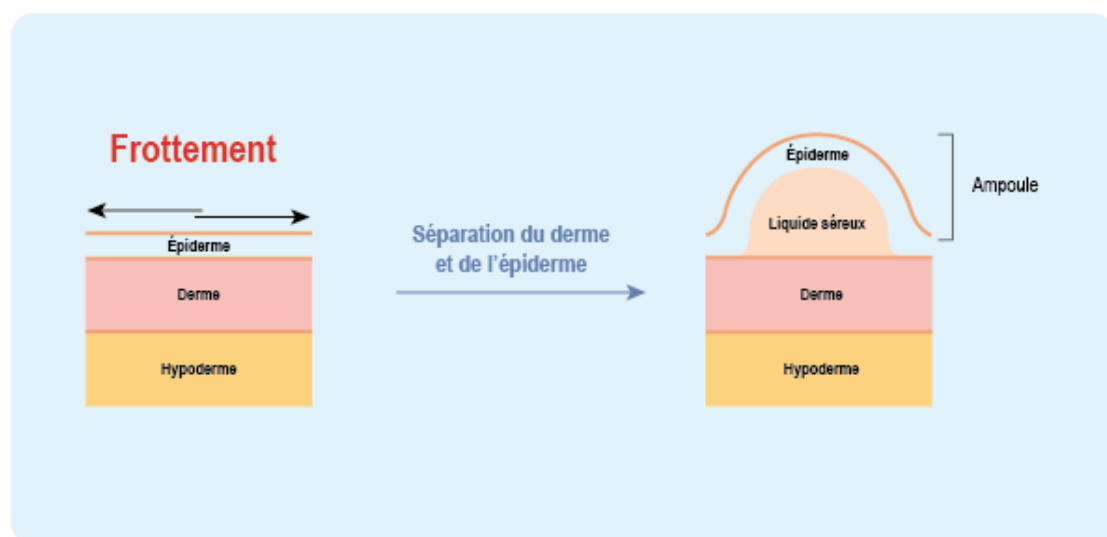 Frottement
Épiderme
Derme
Hypoderme
Séparation du derme
et de l'épiderme
Épiderme
Liquide séreux
Derme
Hypoderme
Ampoule